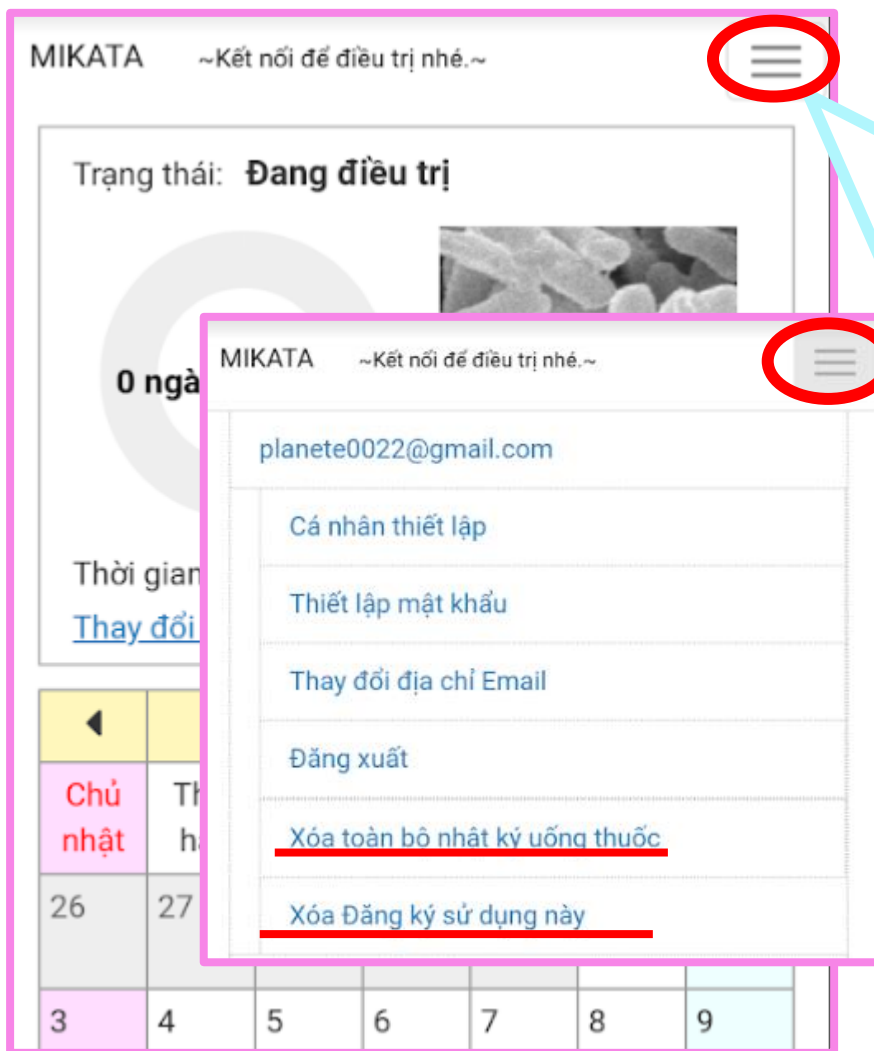 MIKATA ~Kết nối để điều trị nhé.~
Trạng thái: Đang điều trị
0
Thời gian
Thay đổi
Chủ nhật
26 27
3 4 5 6 7 8 9
MIKATA ~Kết nối để điều trị nhé.~
planete0022@gmail.com
Cá nhân thiết lập
Thiết lập mật khẩu
Thay đổi địa chỉ Email
Đăng xuất
Xóa toàn bộ nhật ký uống thuốc
Xóa Đăng ký sử dụng này